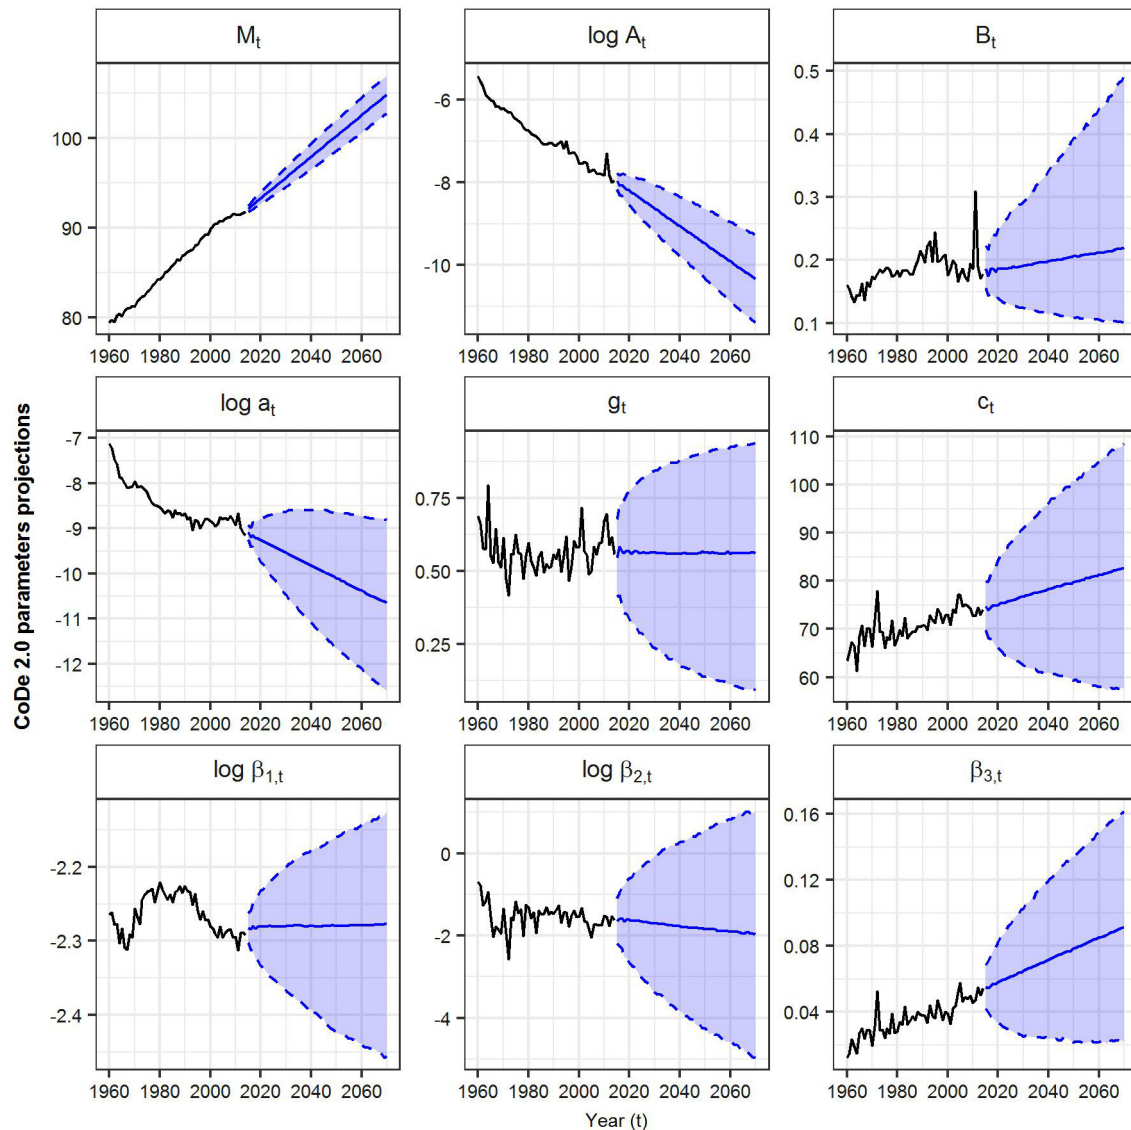 M_t
log A_t
B_t
100
90
80
1960 1980 2000 2020 2040 2060
-6
-8
-10
1960 1980 2000 2020 2040 2060
0.5
0.4
0.3
0.2
0.1
1960 1980 2000 2020 2040 2060
log a_t
g_t
c_t
-7
-8
-9
-10
-11
-12
1960 1980 2000 2020 2040 2060
0.75
0.50
0.25
1960 1980 2000 2020 2040 2060
110
100
90
80
70
60
1960 1980 2000 2020 2040 2060
log β_1,t
log β_2,t
β_3,t
-2.2
-2.3
-2.4
1960 1980 2000 2020 2040 2060
0
-2
-4
1960 1980 2000 2020 2040 2060
0.16
0.12
0.08
0.04
1960 1980 2000 2020 2040 2060
CoDe 2.0 parameters projections
Year (t)